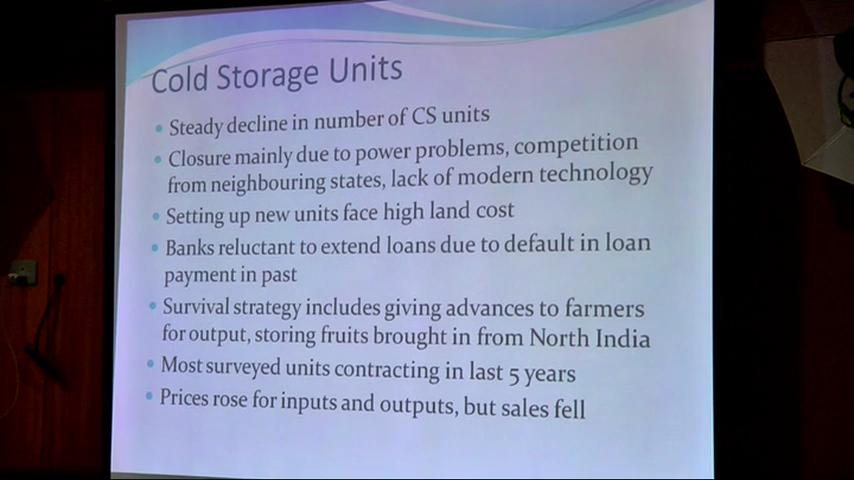 Cold Storage Units
• Steady decline in number of CS units
• Closure mainly due to power problems, competition
from neighbouring states, lack of modern technology
• Setting up new units face high land cost
• Banks reluctant to extend loans due to default in loan
payment in past
• Survival strategy includes giving advances to farmers
for output, storing fruits brought in from North India
• Most surveyed units contracting in last 5 years
• Prices rose for inputs and outputs, but sales fell